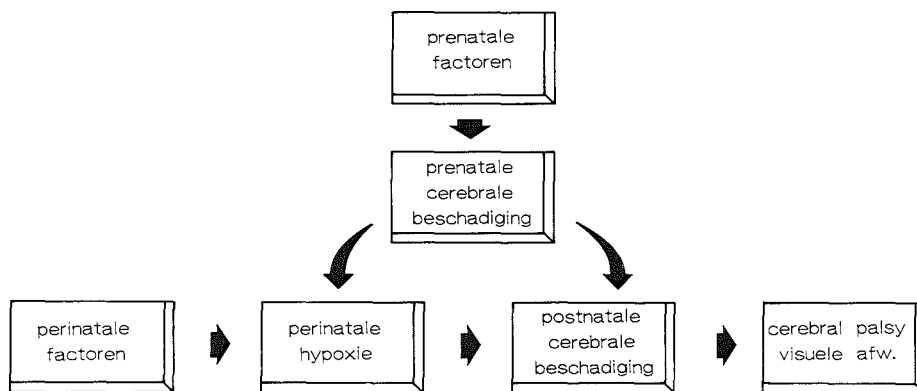 prenatale
factoren
prenatale
cerebrale
beschadiging
perinatale
factoren
perinatale
hypoxie
postnatale
cerebrale
beschadiging
cerebral palsy
visuele afw.